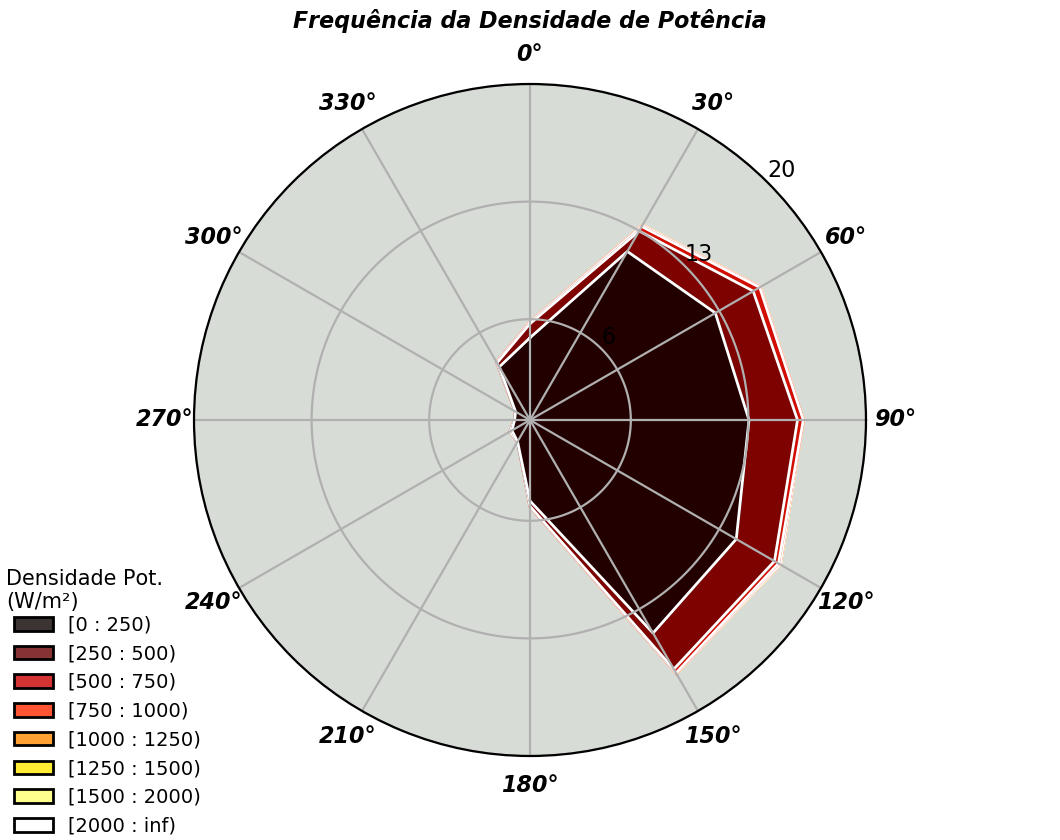 Frequência da Densidade de Potência
0°
330°
30°
20
300°
60°
13
6
270°
90°
Densidade Pot.
(W/m²)
240°
120°
[0 : 250)
[250 : 500)
[500 : 750)
[750 : 1000)
[1000 : 1250)
[1250 : 1500)
[1500 : 2000)
[2000 : inf)
210°
150°
180°